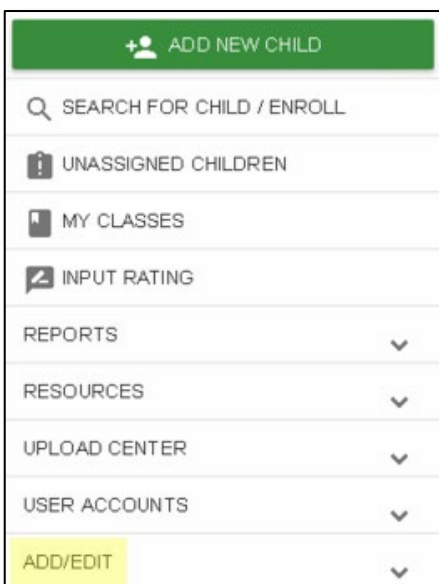 ADD NEW CHILD
SEARCH FOR CHILD / ENROLL
UNASSIGNED CHILDREN
MY CLASSES
INPUT RATING
REPORTS
RESOURCES
UPLOAD CENTER
USER ACCOUNTS
ADD/EDIT